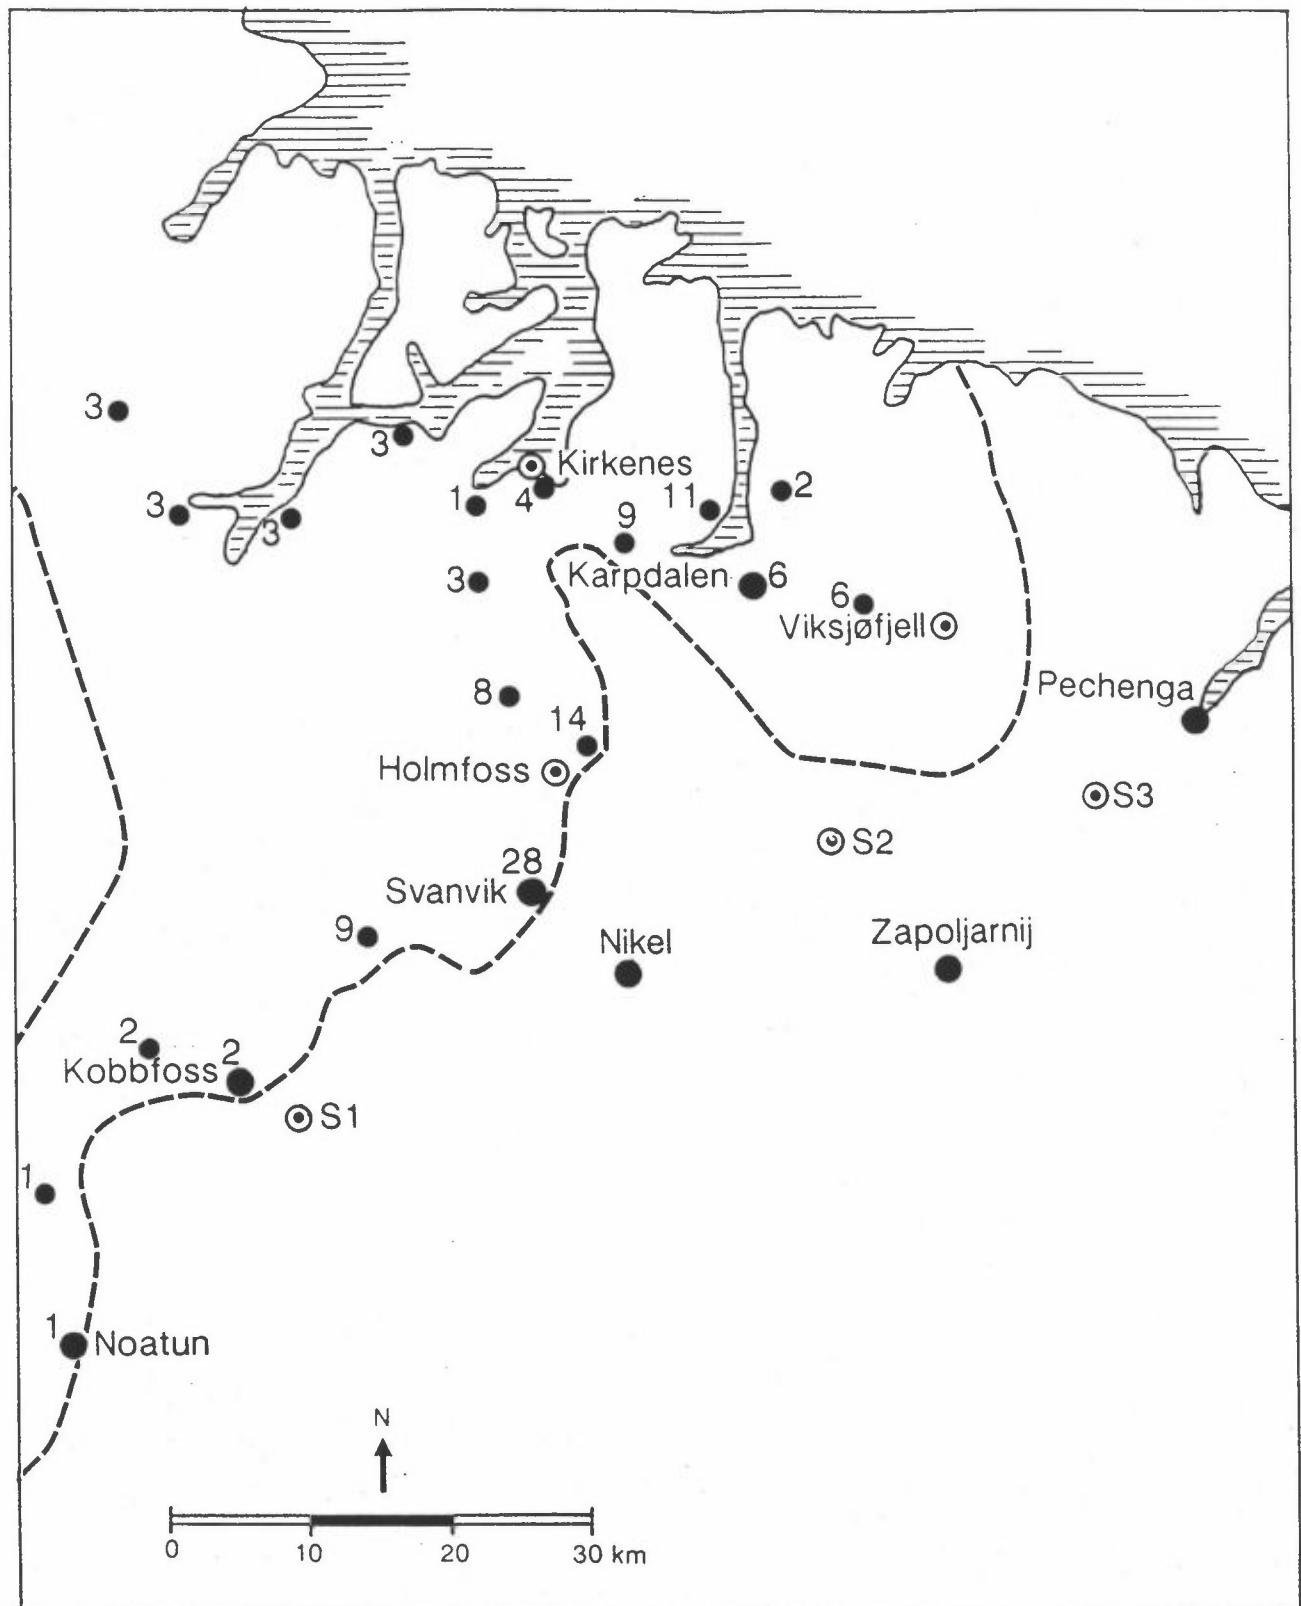 3
3
Kirkenes
3
3
1
4
11
2
9
3
Karpdalen
6
6
Viksjøfjell
Pechenga
8
14
Holmfoss
S3
S2
28
Svanvik
9
Nikel
Zapoljarnij
2
2
Kobbfoss
S1
1
1
Noatun
N
0 10 20 30 km